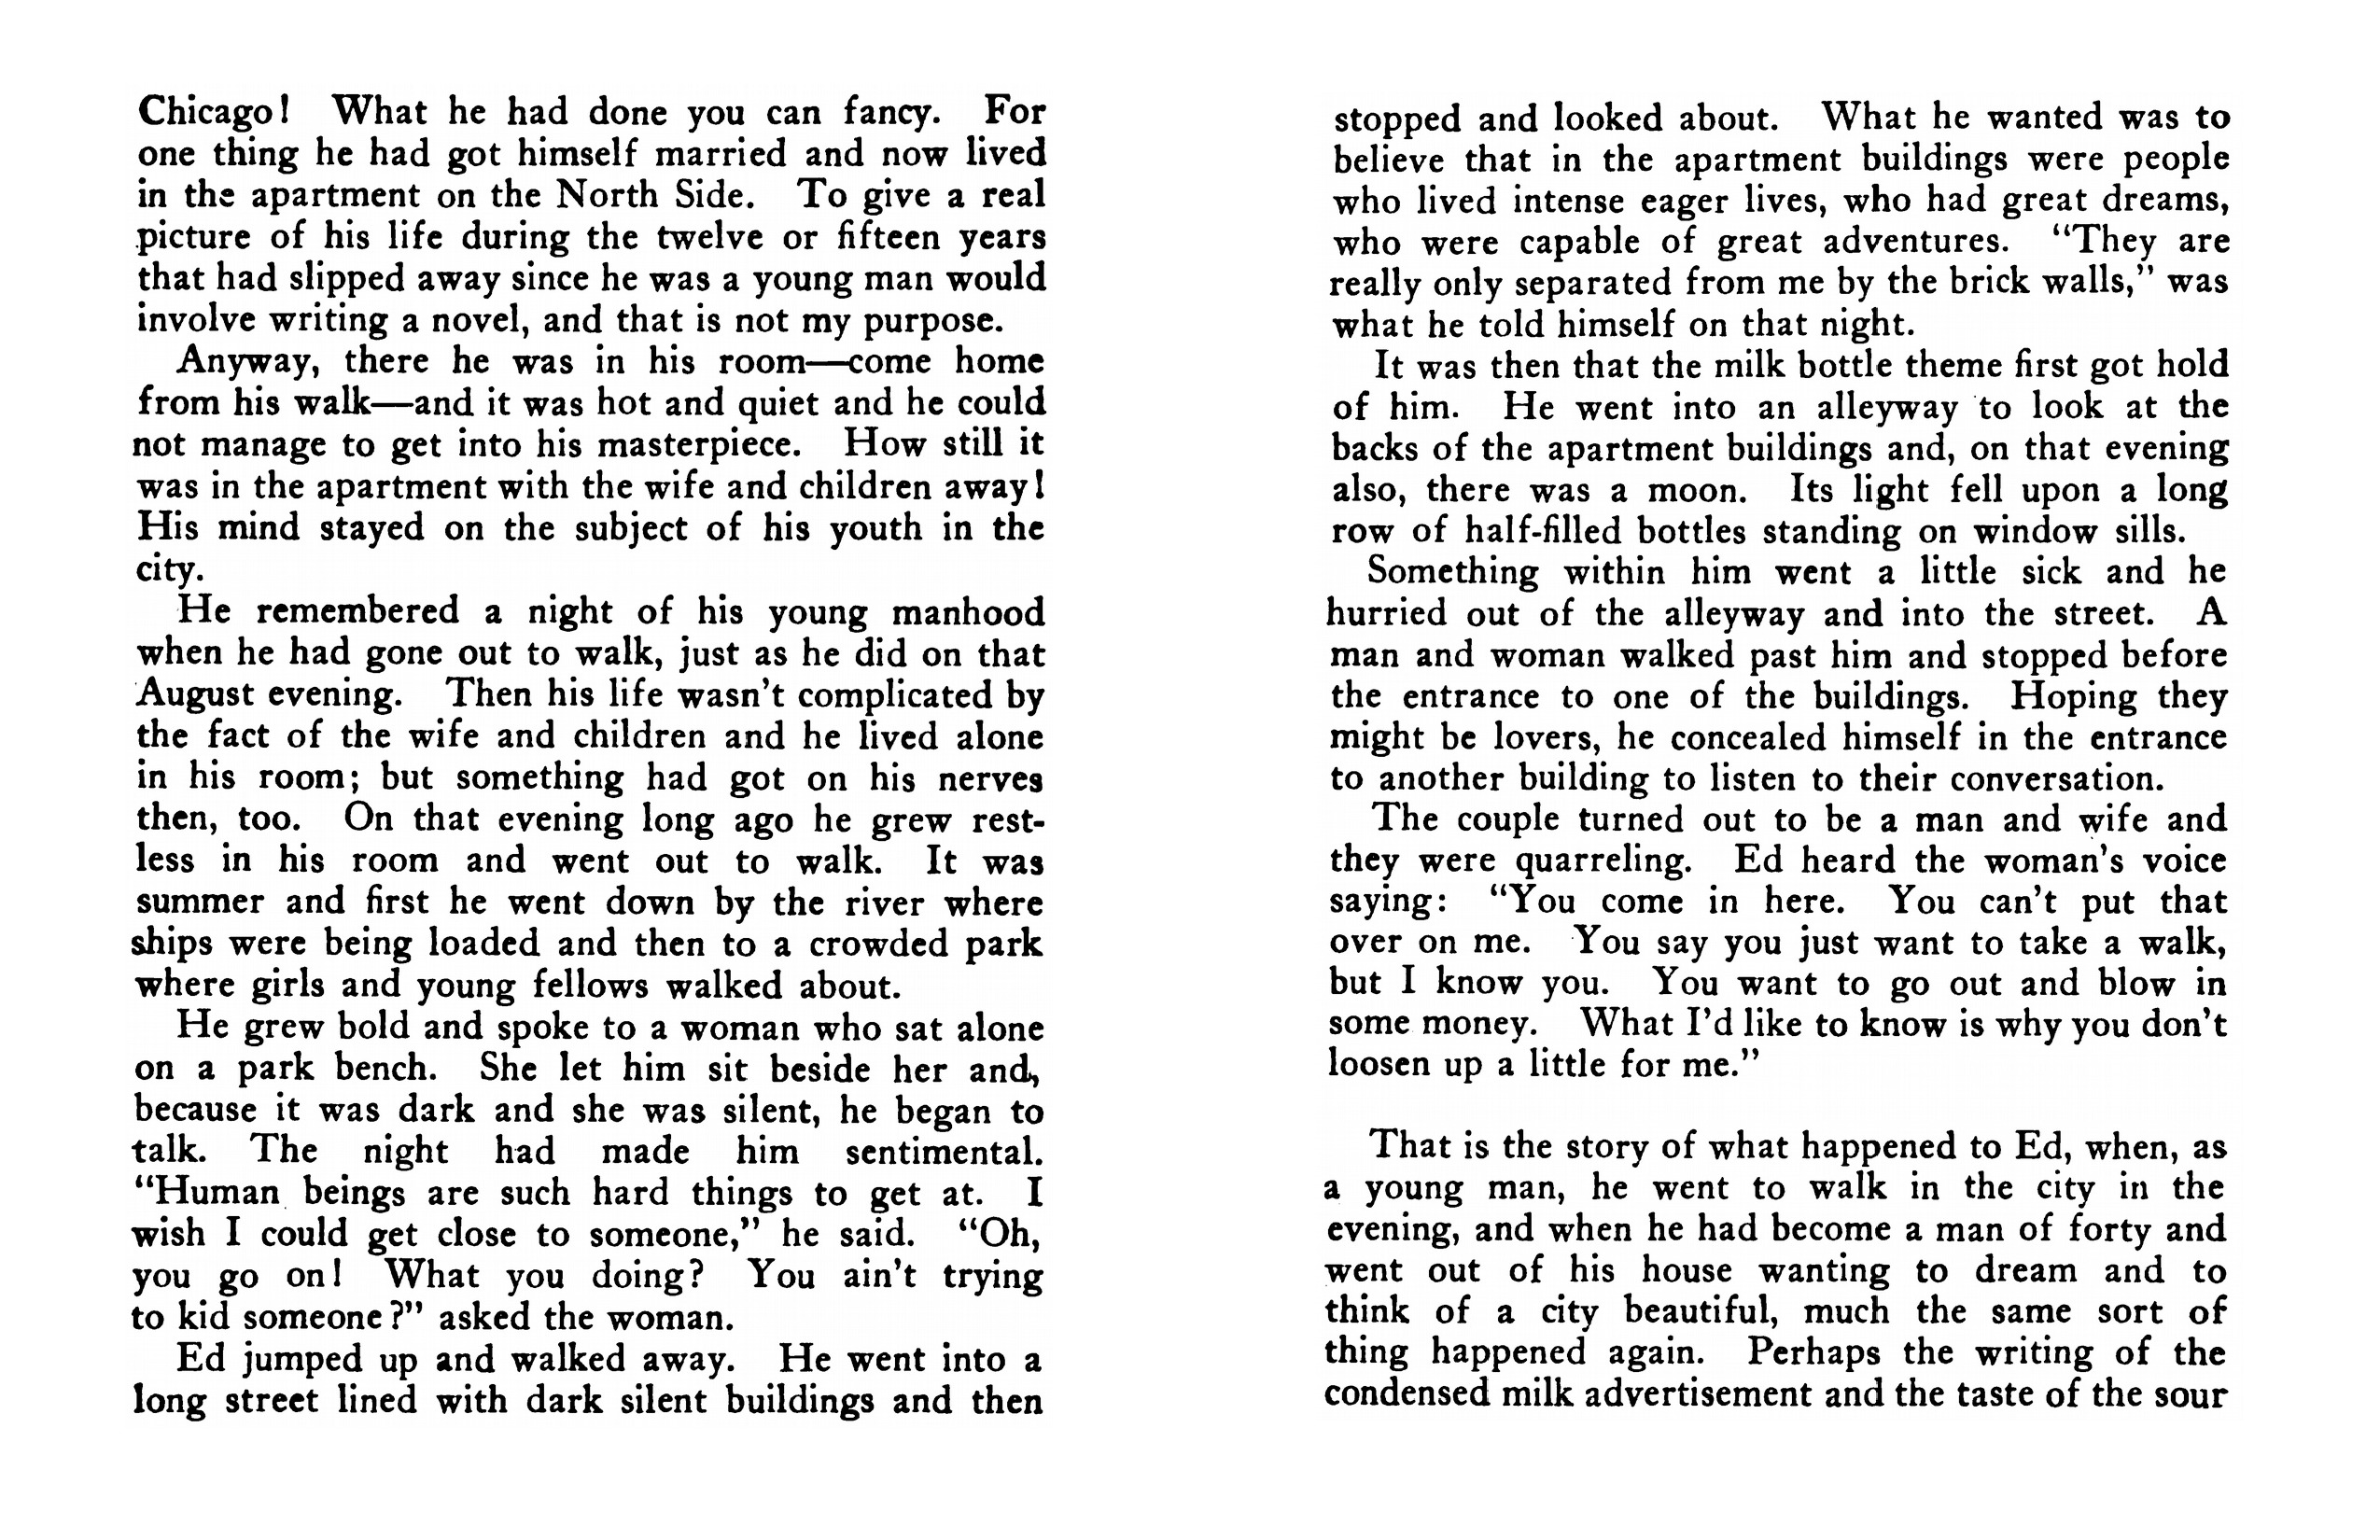 Chicago! What he had done you can fancy. For
one thing he had got himself married and now lived
in the apartment on the North Side. To give a real
picture of his life during the twelve or fifteen years
that had slipped away since he was a young man would
involve writing a novel, and that is not my purpose.
Anyway, there he was in his room—come home
from his walk—and it was hot and quiet and he could
not manage to get into his masterpiece. How still it
was in the apartment with the wife and children away!
His mind stayed on the subject of his youth in the
city.
He remembered a night of his young manhood
when he had gone out to walk, just as he did on that
August evening. Then his life wasn't complicated by
the fact of the wife and children and he lived alone
in his room; but something had got on his nerves
then, too. On that evening long ago he grew rest-
less in his room and went out to walk. It was
summer and first he went down by the river where
ships were being loaded and then to a crowded park
where girls and young fellows walked about.
He grew bold and spoke to a woman who sat alone
on a park bench. She let him sit beside her and,
because it was dark and she was silent, he began to
talk. The night had made him sentimental.
"Human beings are such hard things to get at. I
wish I could get close to someone," he said. "Oh,
you go on! What you doing? You ain't trying
to kid someone?" asked the woman.
Ed jumped up and walked away. He went into a
long street lined with dark silent buildings and then
stopped and looked about. What he wanted was to
believe that in the apartment buildings were people
who lived intense eager lives, who had great dreams,
who were capable of great adventures. "They are
really only separated from me by the brick walls," was
what he told himself on that night.
It was then that the milk bottle theme first got hold
of him. He went into an alleyway to look at the
backs of the apartment buildings and, on that evening
also, there was a moon. Its light fell upon a long
row of half-filled bottles standing on window sills.
Something within him went a little sick and he
hurried out of the alleyway and into the street. A
man and woman walked past him and stopped before
the entrance to one of the buildings. Hoping they
might be lovers, he concealed himself in the entrance
to another building to listen to their conversation.
The couple turned out to be a man and wife and
they were quarreling. Ed heard the woman's voice
saying: "You come in here. You can't put that
over on me. You say you just want to take a walk,
but I know you. You want to go out and blow in
some money. What I'd like to know is why you don't
loosen up a little for me."
That is the story of what happened to Ed, when, as
a young man, he went to walk in the city in the
evening, and when he had become a man of forty and
went out of his house wanting to dream and to
think of a city beautiful, much the same sort of
thing happened again. Perhaps the writing of the
condensed milk advertisement and the taste of the sour